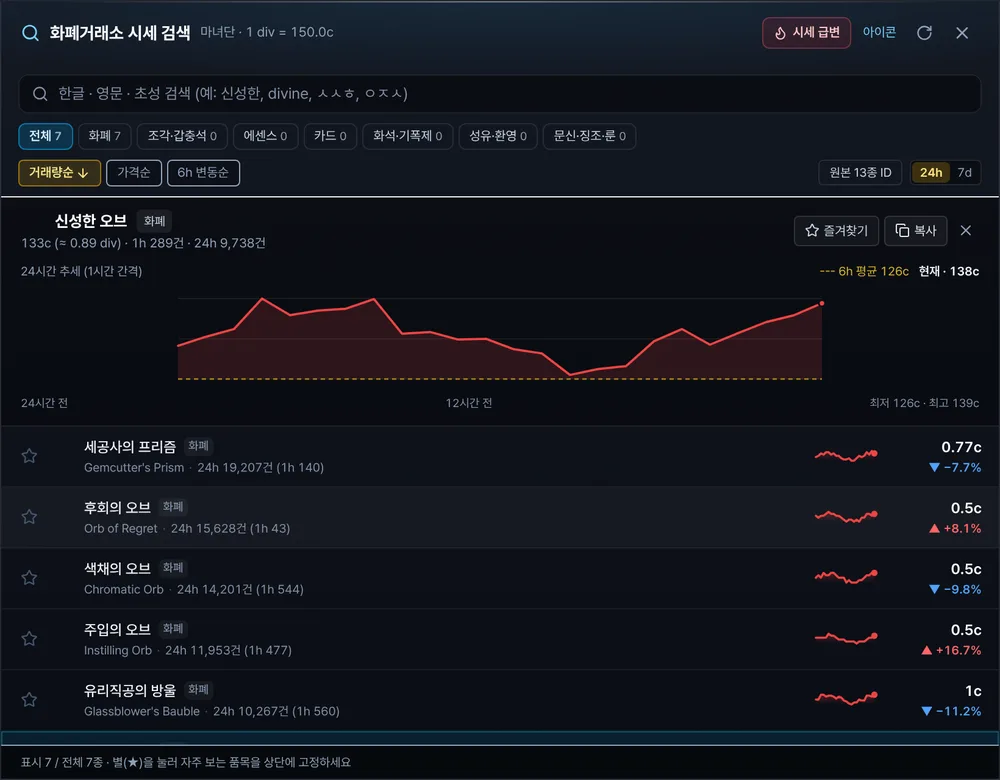 화폐거래소 시세 검색 마녀단 · 1 div = 150.0c 시세 급변 아이콘
한글 · 영문 · 초성 검색 (예: 신성한, divine, ㅅㅅㅎ, ㅇㅈㅅ)
전체 7 화폐 7 조각·갑충석 0 에센스 0 카드 0 화석·기폭제 0 성유·환영 0 문신·징조·룬 0
거래량순 ↓ 가격순 6h 변동순 원본 13종 ID 24h 7d
신성한 오브 화폐 즐겨찾기 복사
133c (≈ 0.89 div) · 1h 289건 · 24h 9,738건
24시간 추세 (1시간 간격) --- 6h 평균 126c 현재 · 138c
24시간 전 12시간 전 최저 126c · 최고 139c
세공사의 프리즘 화폐 0.77c
Gemcutter's Prism · 24h 19,207건 (1h 140) ▼ −7.7%
후회의 오브 화폐 0.5c
Orb of Regret · 24h 15,628건 (1h 43) ▲ +8.1%
색채의 오브 화폐 0.5c
Chromatic Orb · 24h 14,201건 (1h 544) ▼ −9.8%
주입의 오브 화폐 0.5c
Instilling Orb · 24h 11,953건 (1h 477) ▲ +16.7%
유리직공의 방울 화폐 1c
Glassblower's Bauble · 24h 10,267건 (1h 560) ▼ −11.2%
표시 7 / 전체 7종 · 별(★)을 눌러 자주 보는 품목을 상단에 고정하세요